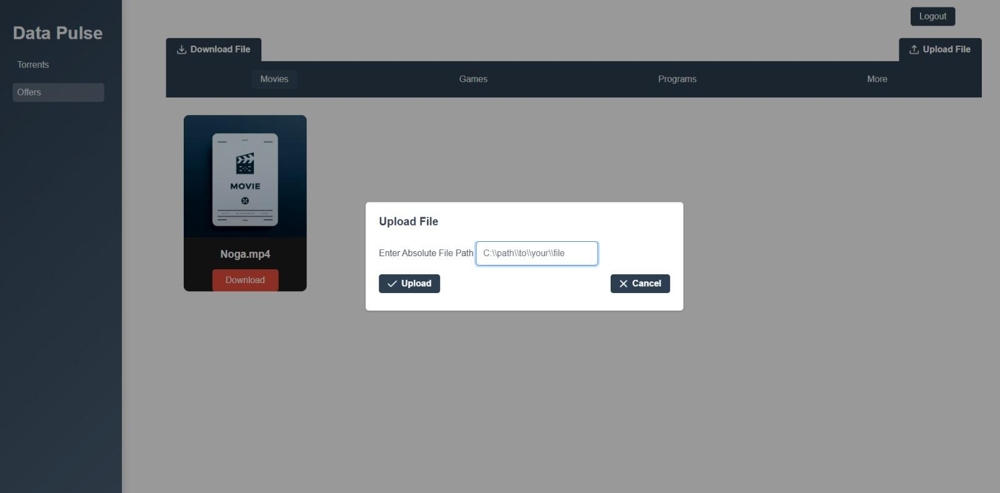 Data Pulse
Torrents
Offers
Logout
Download File
Upload File
Movies
Games
Programs
More
MOVIE
Noga.mp4
Download
Upload File
Enter Absolute File Path
C:\\path\\to\\your\\file
Upload
Cancel